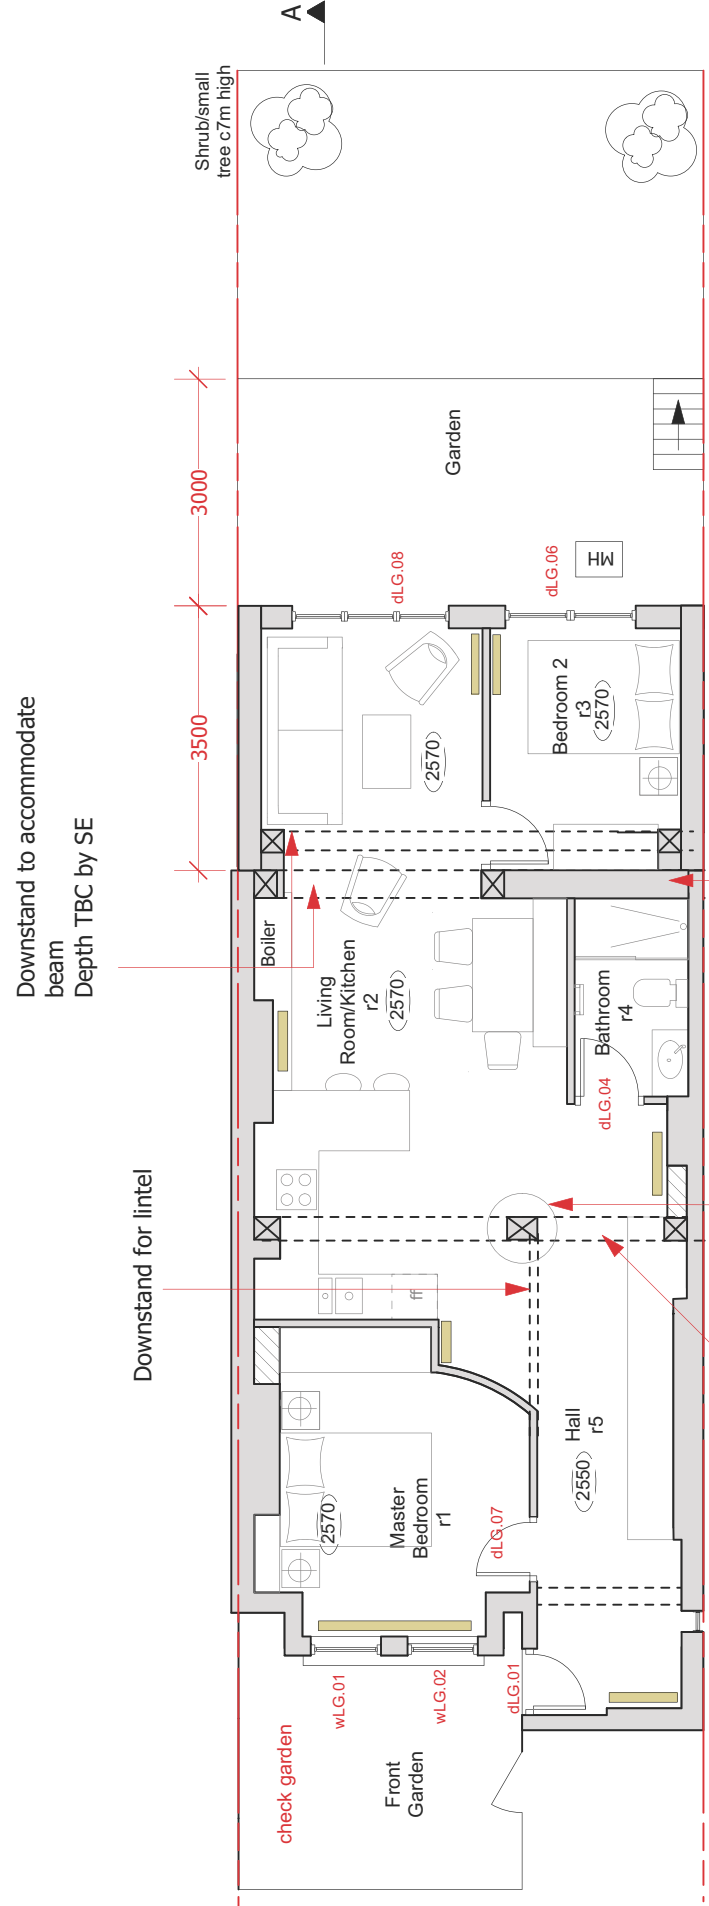 A
Shrub/small
tree c7m high
3000
Garden
dLG.08
dLG.06
MH
3500
Downstand to accommodate
beam
Depth TBC by SE
Bedroom 2
r3
2570
2570
Boiler
Living
Room/Kitchen
r2
2570
Bathroom
r4
dLG.04
Downstand for lintel
ff
Hall
r5
2550
2570
Master
Bedroom
r1
dLG.07
wLG.01
wLG.02
dLG.01
check garden
Front
Garden